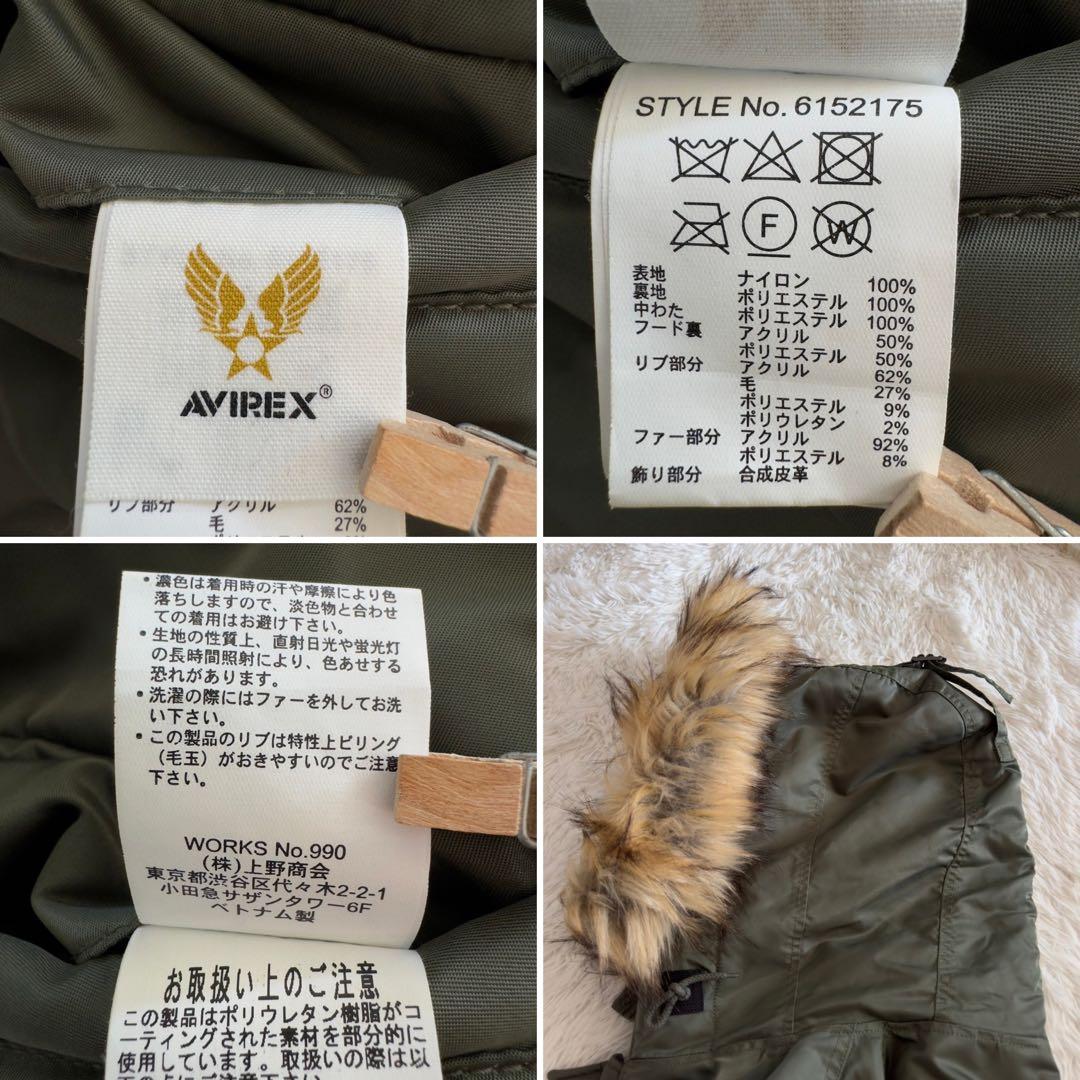 AVIREX®
リブ部分 アクリル 62%
毛 27%
STYLE No. 6152175
F
W
表地 ナイロン 100%
裏地 ポリエステル 100%
中わた ポリエステル 100%
フード裏 アクリル 50%
ポリエステル 50%
リブ部分 アクリル 62%
毛 27%
ポリエステル 9%
ポリウレタン 2%
ファー部分 アクリル 92%
ポリエステル 8%
飾り部分 合成皮革
・濃色は着用時の汗や摩擦により色
落ちしますので、淡色物と合わせ
ての着用はお避け下さい。
・生地の性質上、直射日光や蛍光灯
の長時間照射により、色あせする
恐れがあります。
・洗濯の際にはファーを外してお洗
い下さい。
・この製品のリブは特性上ピリング
（毛玉）がおきやすいのでご注意
下さい。
WORKS No.990
(株)上野商会
東京都渋谷区代々木2-2-1
小田急サザンタワー6F
ベトナム製
お取扱い上のご注意
この製品はポリウレタン樹脂がコ
ーティングされた素材を部分的に
使用しています。取扱いの際は以